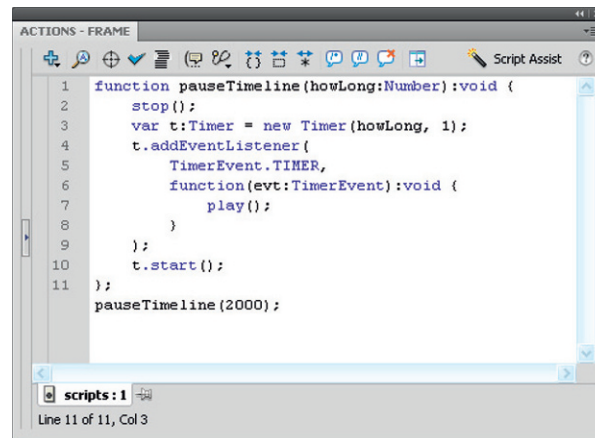 ACTIONS - FRAME
Script Assist
1 function pauseTimeline(howLong:Number):void {
2 stop();
3 var t:Timer = new Timer(howLong, 1);
4 t.addEventListener(
5 TimerEvent.TIMER,
6 function(evt:TimerEvent):void {
7 play();
8 }
9 );
10 t.start();
11 };
pauseTimeline(2000);
scripts : 1
Line 11 of 11, Col 3